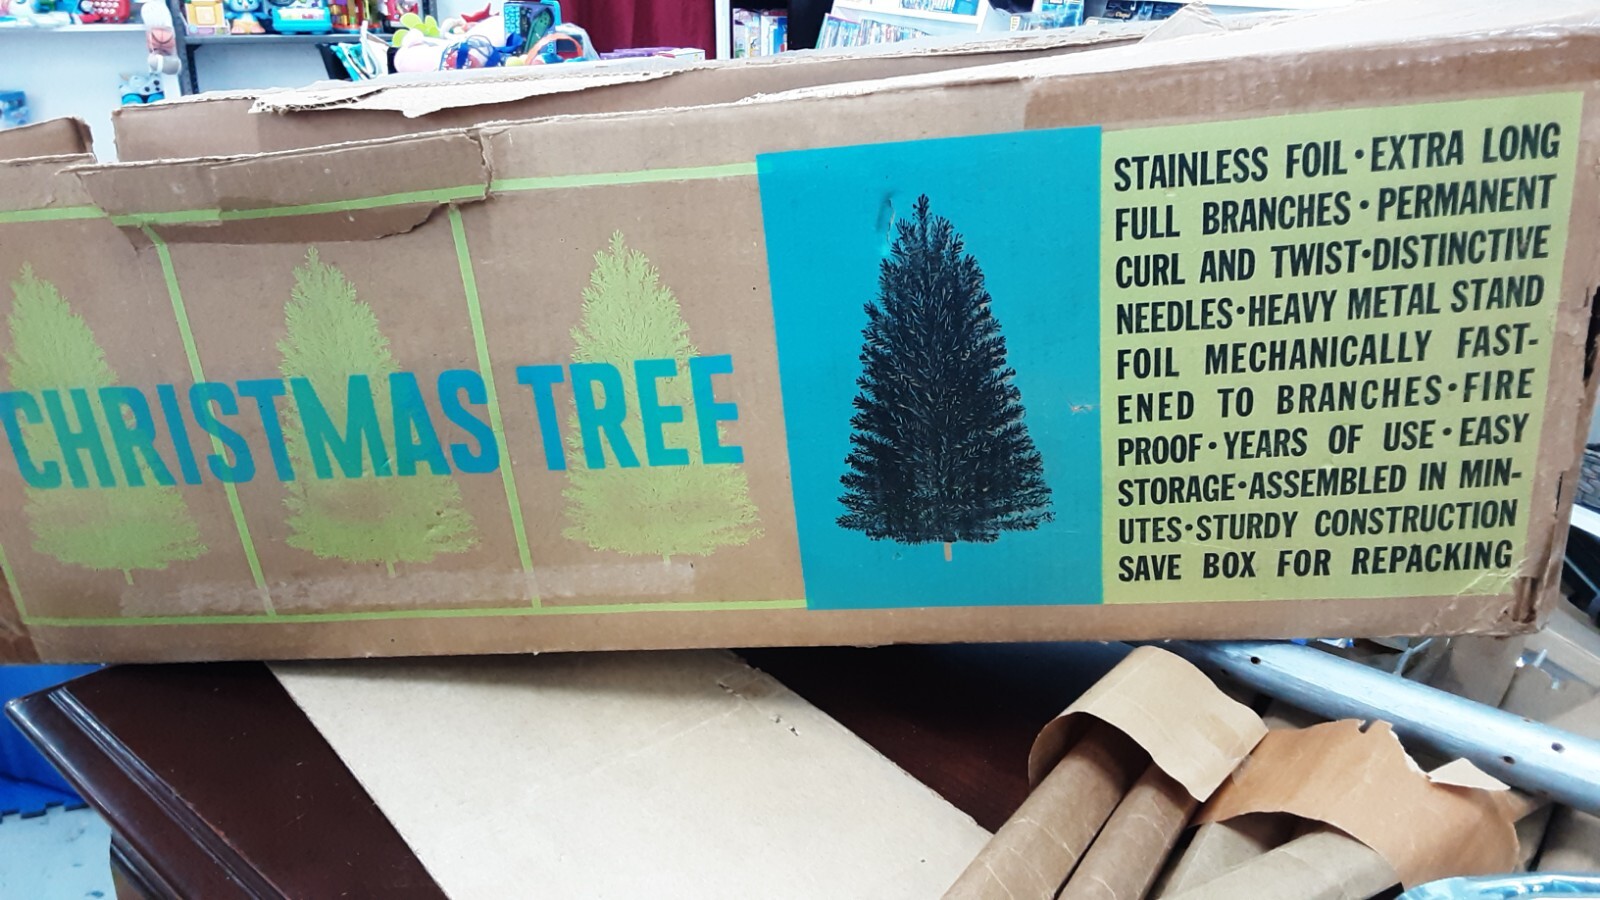 CHRISTMAS TREE
STAINLESS FOIL•EXTRA LONG
FULL BRANCHES•PERMANENT
CURL AND TWIST•DISTINCTIVE
NEEDLES•HEAVY METAL STAND
FOIL MECHANICALLY FAST-
ENED TO BRANCHES•FIRE
PROOF•YEARS OF USE•EASY
STORAGE•ASSEMBLED IN MIN-
UTES•STURDY CONSTRUCTION
SAVE BOX FOR REPACKING